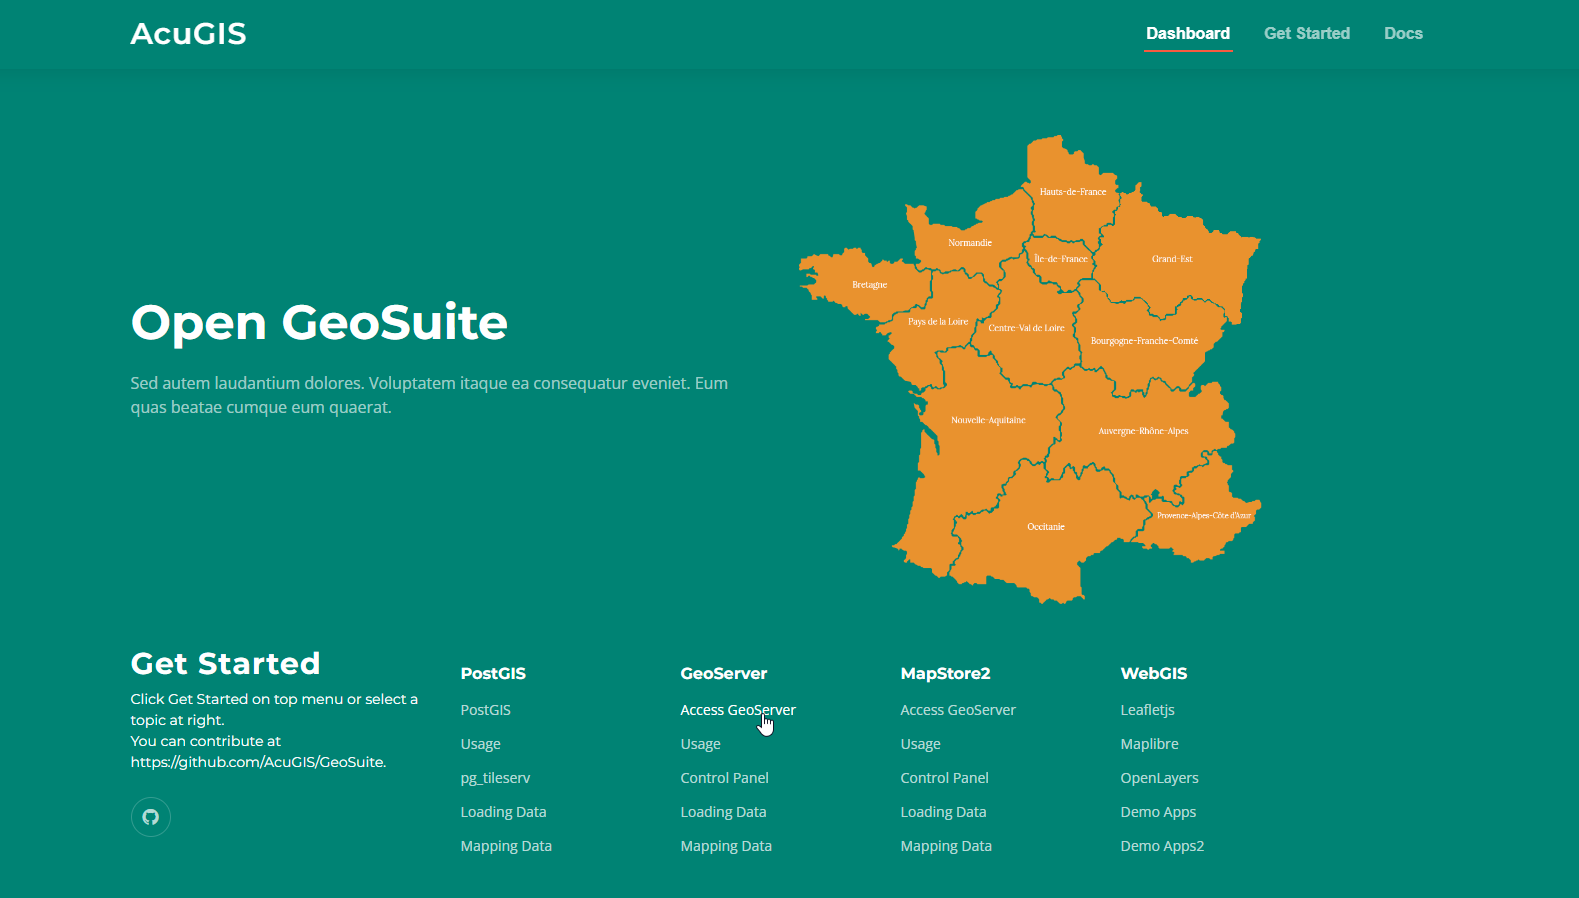 AcuGIS
Dashboard
Get Started
Docs
Hauts-de-France
Normandie
Île-de-France
Grand-Est
Bretagne
Pays de la Loire
Centre-Val de Loire
Bourgogne-Franche-Comté
Nouvelle-Aquitaine
Auvergne-Rhône-Alpes
Occitanie
Provence-Alpes-Côte d'Azur
Open GeoSuite
Sed autem laudantium dolores. Voluptatem itaque ea consequatur eveniet. Eum
quas beatae cumque eum quaerat.
Get Started
Click Get Started on top menu or select a
topic at right.
You can contribute at
https://github.com/AcuGIS/GeoSuite.
PostGIS
PostGIS
Usage
pg_tileserv
Loading Data
Mapping Data
GeoServer
Access GeoServer
Usage
Control Panel
Loading Data
Mapping Data
MapStore2
Access GeoServer
Usage
Control Panel
Loading Data
Mapping Data
WebGIS
Leafletjs
Maplibre
OpenLayers
Demo Apps
Demo Apps2